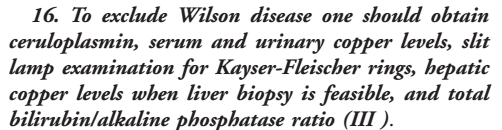 16. To exclude Wilson disease one should obtain
ceruloplasmin, serum and urinary copper levels, slit
lamp examination for Kayser-Fleischer rings, hepatic
copper levels when liver biopsy is feasible, and total
bilirubin/alkaline phosphatase ratio (III ).